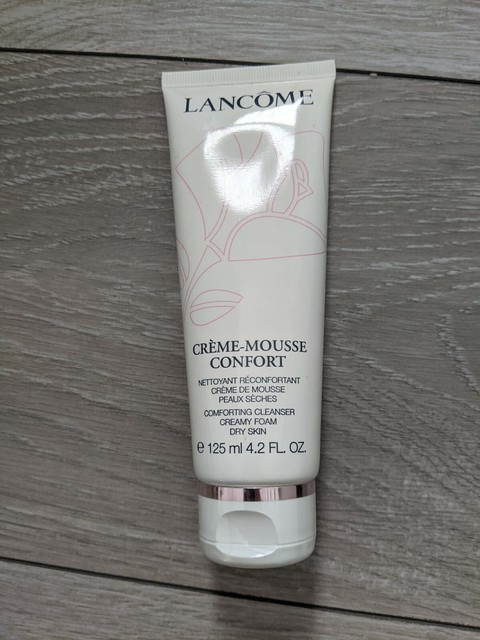 LANCÔME
CRÈME-MOUSSE
CONFORT
NETTOYANT RÉCONFORTANT
CRÈME DE MOUSSE
PEAUX SÈCHES
COMFORTING CLEANSER
CREAMY FOAM
DRY SKIN
℮ 125 ml 4.2 FL. OZ.